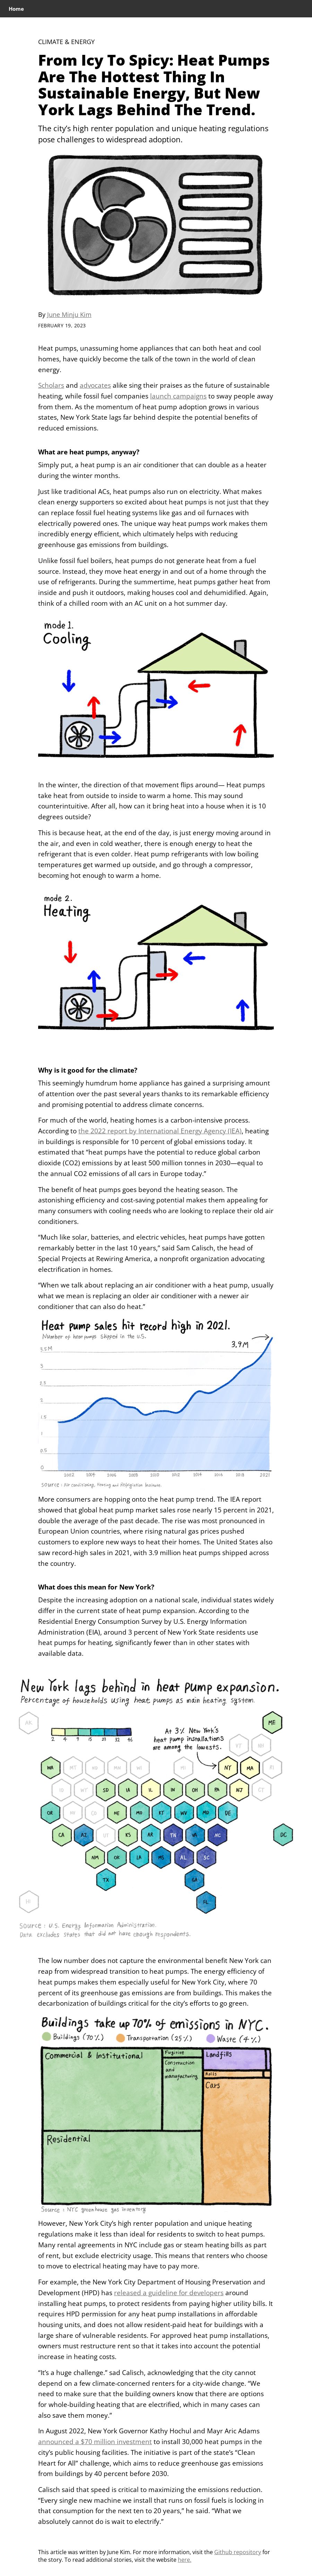 Home
CLIMATE & ENERGY
From Icy To Spicy: Heat Pumps
Are The Hottest Thing In
Sustainable Energy, But New
York Lags Behind The Trend.
The city's high renter population and unique heating regulations
pose challenges to widespread adoption.
By June Minju Kim
FEBRUARY 19, 2023
Heat pumps, unassuming home appliances that can both heat and cool
homes, have quickly become the talk of the town in the world of clean
energy.
Scholars and advocates alike sing their praises as the future of sustainable
heating, while fossil fuel companies launch campaigns to sway people away
from them. As the momentum of heat pump adoption grows in various
states, New York State lags far behind despite the potential benefits of
reduced emissions.
What are heat pumps, anyway?
Simply put, a heat pump is an air conditioner that can double as a heater
during the winter months.
Just like traditional ACs, heat pumps also run on electricity. What makes
clean energy supporters so excited about heat pumps is not just that they
can replace fossil fuel heating systems like gas and oil furnaces with
electrically powered ones. The unique way heat pumps work makes them
incredibly energy efficient, which ultimately helps with reducing
greenhouse gas emissions from buildings.
Unlike fossil fuel boilers, heat pumps do not generate heat from a fuel
source. Instead, they move heat energy in and out of a home through the
use of refrigerants. During the summertime, heat pumps gather heat from
inside and push it outdoors, making houses cool and dehumidified. Again,
think of a chilled room with an AC unit on a hot summer day.
mode 1.
Cooling
In the winter, the direction of that movement flips around— Heat pumps
take heat from outside to inside to warm a home. This may sound
counterintuitive. After all, how can it bring heat into a house when it is 10
degrees outside?
This is because heat, at the end of the day, is just energy moving around in
the air, and even in cold weather, there is enough energy to heat the
refrigerant that is even colder. Heat pump refrigerants with low boiling
temperatures get warmed up outside, and go through a compressor,
becoming hot enough to warm a home.
mode 2.
Heating
Why is it good for the climate?
This seemingly humdrum home appliance has gained a surprising amount
of attention over the past several years thanks to its remarkable efficiency
and promising potential to address climate concerns.
For much of the world, heating homes is a carbon-intensive process.
According to the 2022 report by International Energy Agency (IEA), heating
in buildings is responsible for 10 percent of global emissions today. It
estimated that “heat pumps have the potential to reduce global carbon
dioxide (CO2) emissions by at least 500 million tonnes in 2030—equal to
the annual CO2 emissions of all cars in Europe today.”
The benefit of heat pumps goes beyond the heating season. The
astonishing efficiency and cost-saving potential makes them appealing for
many consumers with cooling needs who are looking to replace their old air
conditioners.
“Much like solar, batteries, and electric vehicles, heat pumps have gotten
remarkably better in the last 10 years,” said Sam Calisch, the head of
Special Projects at Rewiring America, a nonprofit organization advocating
electrification in homes.
“When we talk about replacing an air conditioner with a heat pump, usually
what we mean is replacing an older air conditioner with a newer air
conditioner that can also do heat.”
Heat pump sales hit record high in 2021.
Number of heat pumps shipped in the U.S.
3.9M
3.5M
3
2.5
2
1.5
1
0.5
0
2021
More consumers are hopping onto the heat pump trend. The IEA report
showed that global heat pump market sales rose nearly 15 percent in 2021,
double the average of the past decade. The rise was most pronounced in
European Union countries, where rising natural gas prices pushed
customers to explore new ways to heat their homes. The United States also
saw record-high sales in 2021, with 3.9 million heat pumps shipped across
the country.
What does this mean for New York?
Despite the increasing adoption on a national scale, individual states widely
differ in the current state of heat pump expansion. According to the
Residential Energy Consumption Survey by U.S. Energy Information
Administration (EIA), around 3 percent of New York State residents use
heat pumps for heating, significantly fewer than in other states with
available data.
New York lags behind in heat pump expansion.
Percentage of households using heat pumps as main heating system.
AK ME
At 3% New York's
heat pump installations
are among the lowest.
VT NH
WA MT ND MN WI MI NY MA RI
ID WY SD IA IL IN OH PA NJ CT
OR NV CO NE MO KY WV MD DE
CA AZ UT KS AR TN VA NC DC
NM OK LA MS AL SC
TX GA
HI FL
Source: U.S. Energy Information Administration
Data excludes states that did not have enough respondents.
The low number does not capture the environmental benefit New York can
reap from widespread transition to heat pumps. The energy efficiency of
heat pumps makes them especially useful for New York City, where 70
percent of its greenhouse gas emissions are from buildings. This makes the
decarbonization of buildings critical for the city's efforts to go green.
Buildings take up 70% of emissions in NYC.
Buildings (70%) Transportation (25%) Waste (4%)
Commercial & Institutional
Fugitive
Construction
and
manufacturing
Landfills
Cars
Residential
Source: NYC greenhouse gas inventory
However, New York City's high renter population and unique heating
regulations make it less than ideal for residents to switch to heat pumps.
Many rental agreements in NYC include gas or steam heating bills as part
of rent, but exclude electricity usage. This means that renters who choose
to move to electrical heating may have to pay more.
For example, the New York City Department of Housing Preservation and
Development (HPD) has released a guideline for developers around
installing heat pumps, to protect residents from paying higher utility bills. It
requires HPD permission for any heat pump installations in affordable
housing units, and does not allow resident-paid heat for buildings with a
large share of vulnerable residents. For approved heat pump installations,
owners must restructure rent so that it takes into account the potential
increase in heating costs.
“It's a huge challenge.” sad Calisch, acknowledging that the city cannot
depend on a few climate-concerned renters for a city-wide change. “We
need to make sure that the building owners know that there are options
for whole-building heating that are electrified, which in many cases can
also save them money.”
In August 2022, New York Governor Kathy Hochul and Mayr Aric Adams
announced a $70 million investment to install 30,000 heat pumps in the
city's public housing facilities. The initiative is part of the state's “Clean
Heart for All” challenge, which aims to reduce greenhouse gas emissions
from buildings by 40 percent before 2030.
Calisch said that speed is critical to maximizing the emissions reduction.
“Every single new machine we install that runs on fossil fuels is locking in
that consumption for the next ten to 20 years,” he said. “What we
absolutely cannot do is wait to electrify.”
This article was written by June Kim. For more information, visit the Github repository for
the story. To read additional stories, visit the website here.